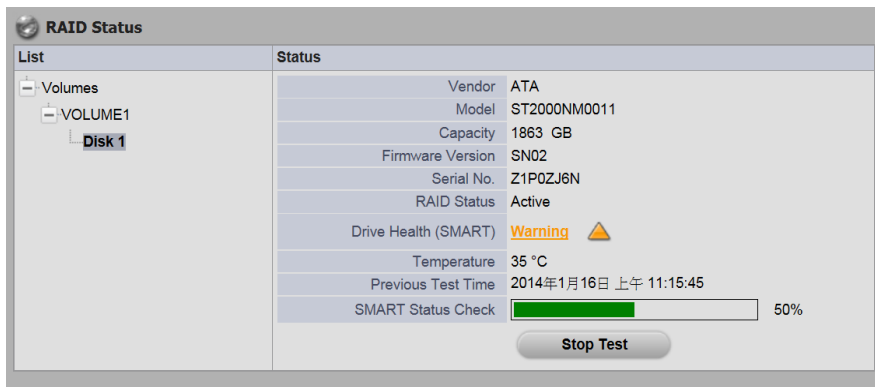 RAID Status
List
Status
Volumes
VOLUME1
Disk 1
Vendor ATA
Model ST2000NM0011
Capacity 1863 GB
Firmware Version SN02
Serial No. Z1P0ZJ6N
RAID Status Active
Drive Health (SMART) Warning
Temperature 35 °C
Previous Test Time 2014年1月16日 上午 11:15:45
SMART Status Check 50%
Stop Test